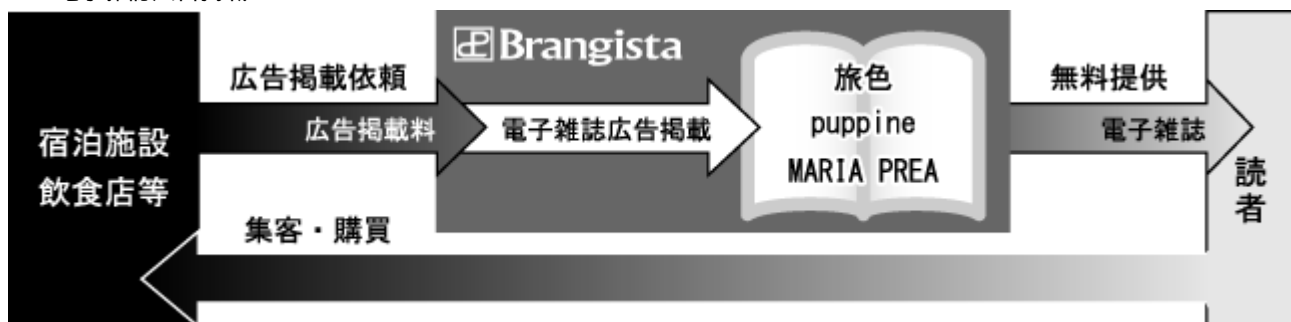 宿泊施設
飲食店等
広告掲載依頼
広告掲載料
Brangista
電子雑誌広告掲載
旅色
puppine
MARIA PREA
無料提供
電子雑誌
読者
集客・購買